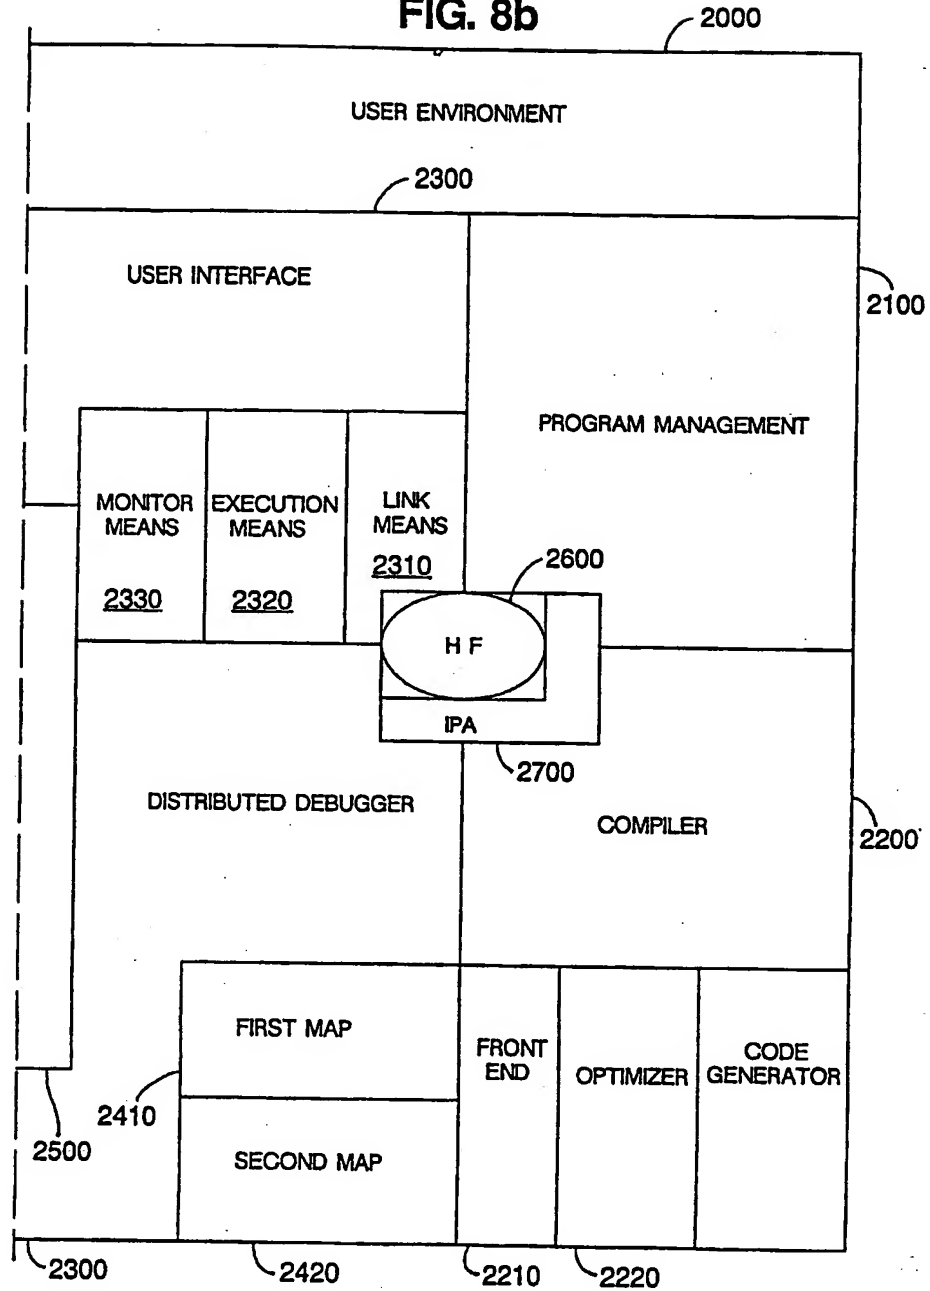 FIG. 8b
2000
USER ENVIRONMENT
2300
USER INTERFACE
2100
PROGRAM MANAGEMENT
MONITOR
MEANS
2330
EXECUTION
MEANS
2320
LINK
MEANS
2310
2600
H F
IPA
2700
DISTRIBUTED DEBUGGER
COMPILER
2200
FIRST MAP
FRONT
END
OPTIMIZER
CODE
GENERATOR
2410
2500
SECOND MAP
2300
2420
2210
2220